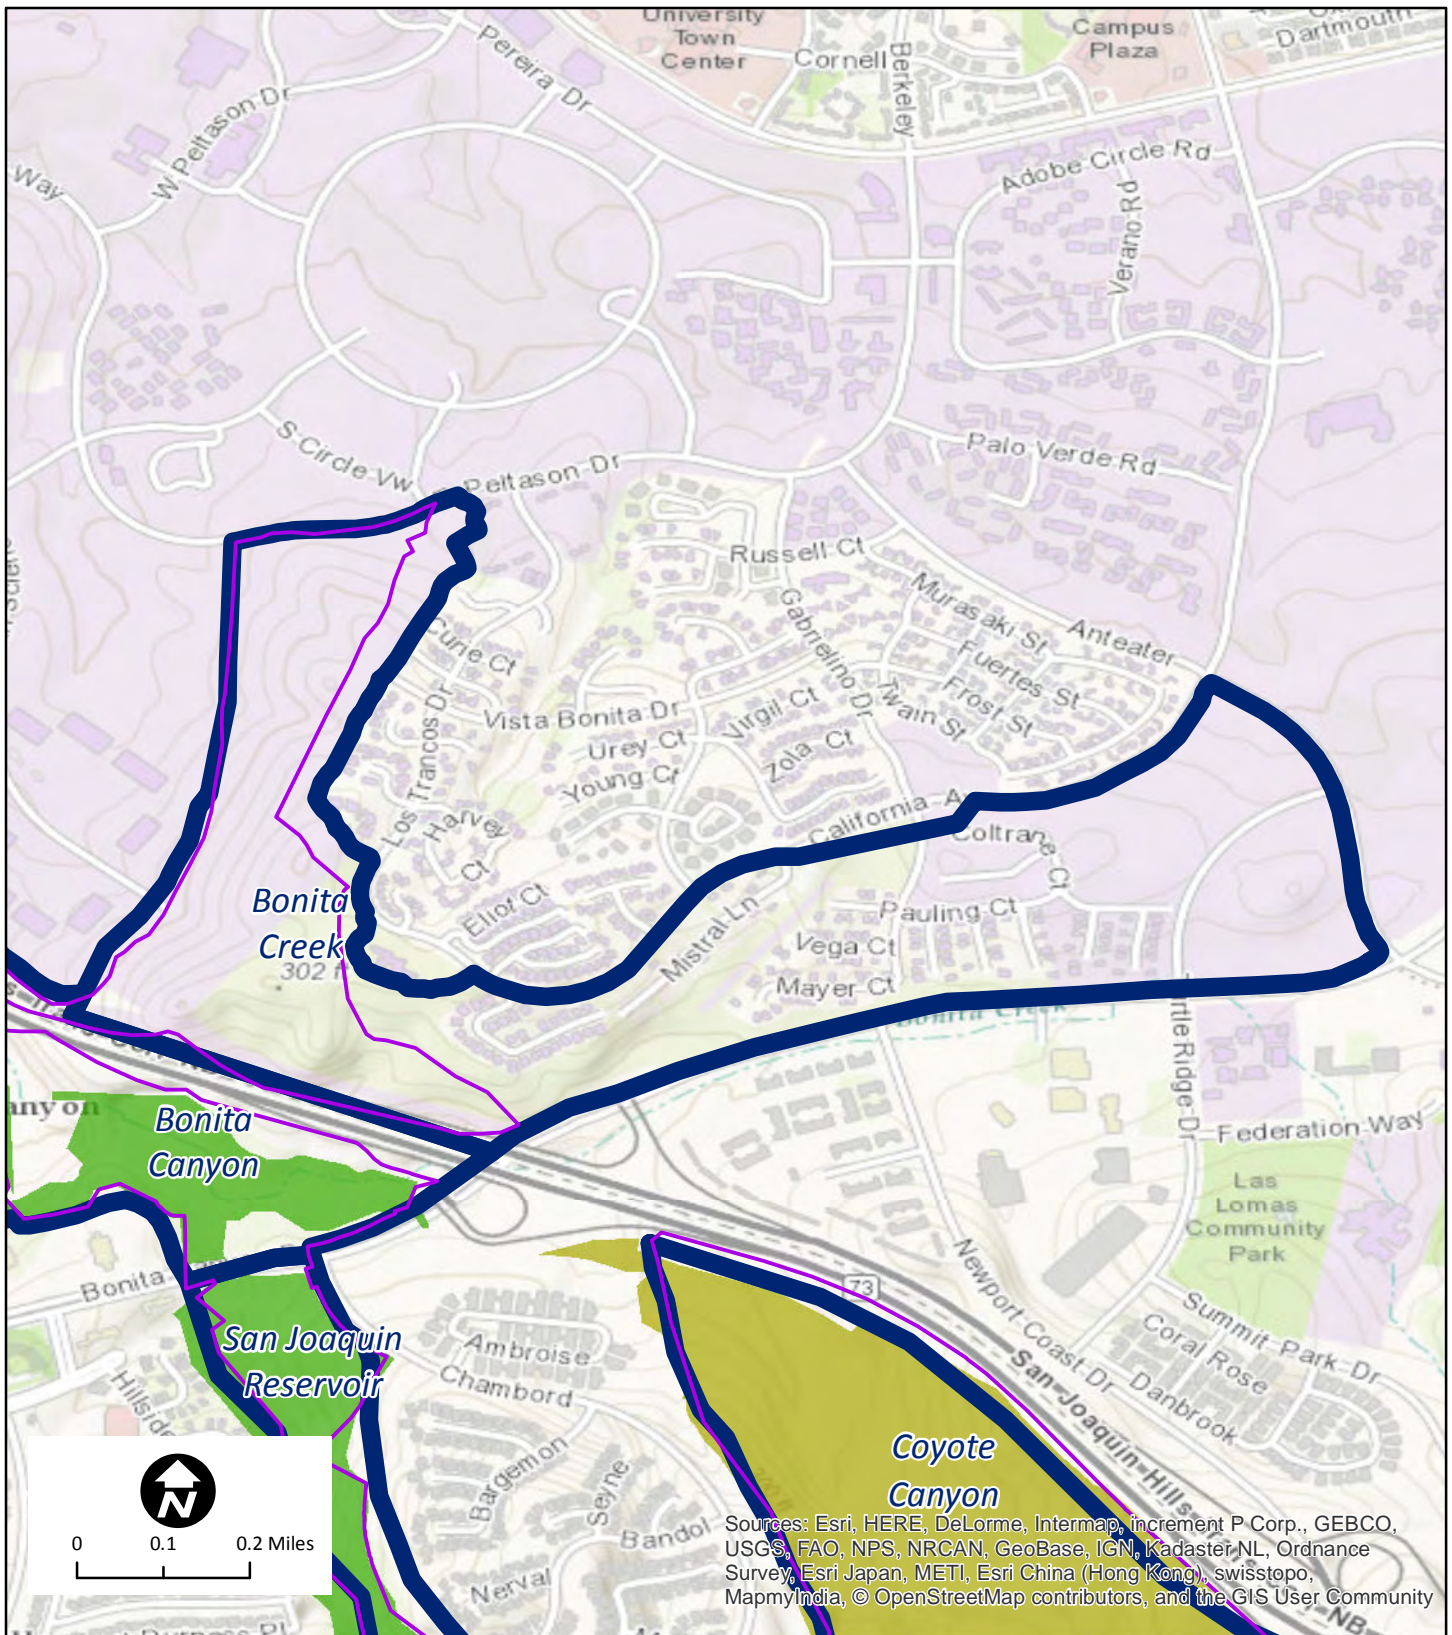 University
Town
Center
Campus
Plaza
Dartmouth
Cornell
Berkeley
Pereira Dr
W Peltason Dr
Way
Adobe Circle Rd
Verano Rd
Palo Verde Rd
S Circle Vw
Peltason Dr
Russell Ct
Murasaki St
Anteater
Fuertes St
Frost St
Twain St
Gabrielino Dr
Curie Ct
Vista Bonita Dr
Virgil Ct
Urey Ct
Zola Ct
Young Ct
Los Trancos Dr
Harvey
Ct
California
Coltrane
Ct
Eliot Ct
Mistral Ln
Pauling Ct
Vega Ct
Mayer Ct
Bonita
Creek
302
Bonita Creek
Bonita
Canyon
Federation Way
Las
Lomas
Community
Park
Bonita
73
Newport Coast Dr
Summit Park Dr
Coral Rose
Danbrook
San Joaquin Hills
NB
San Joaquin
Reservoir
Ambroise
Chambord
Hillside
Bargemon
Seyne
Bandol
Nerval
Coyote
Canyon
N
0 0.1 0.2 Miles
Sources: Esri, HERE, DeLorme, Intermap, increment P Corp., GEBCO,
USGS, FAO, NPS, NRCAN, GeoBase, IGN, Kadaster NL, Ordnance
Survey, Esri Japan, METI, Esri China (Hong Kong), swisstopo,
MapmyIndia, © OpenStreetMap contributors, and the GIS User Community